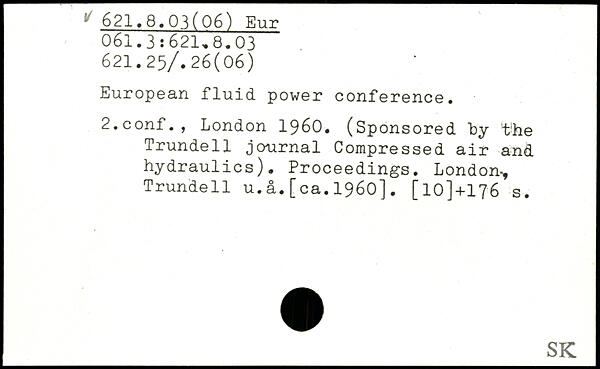 621.8.03(06) Eur
061.3:621.8.03
621.25/.26(06)
European fluid power conference.
2.conf., London 1960. (Sponsored by the
Trundell journal Compressed air and
hydraulics). Proceedings. London,
Trundell u.å.[ca.1960]. [10]+176 s.
SK